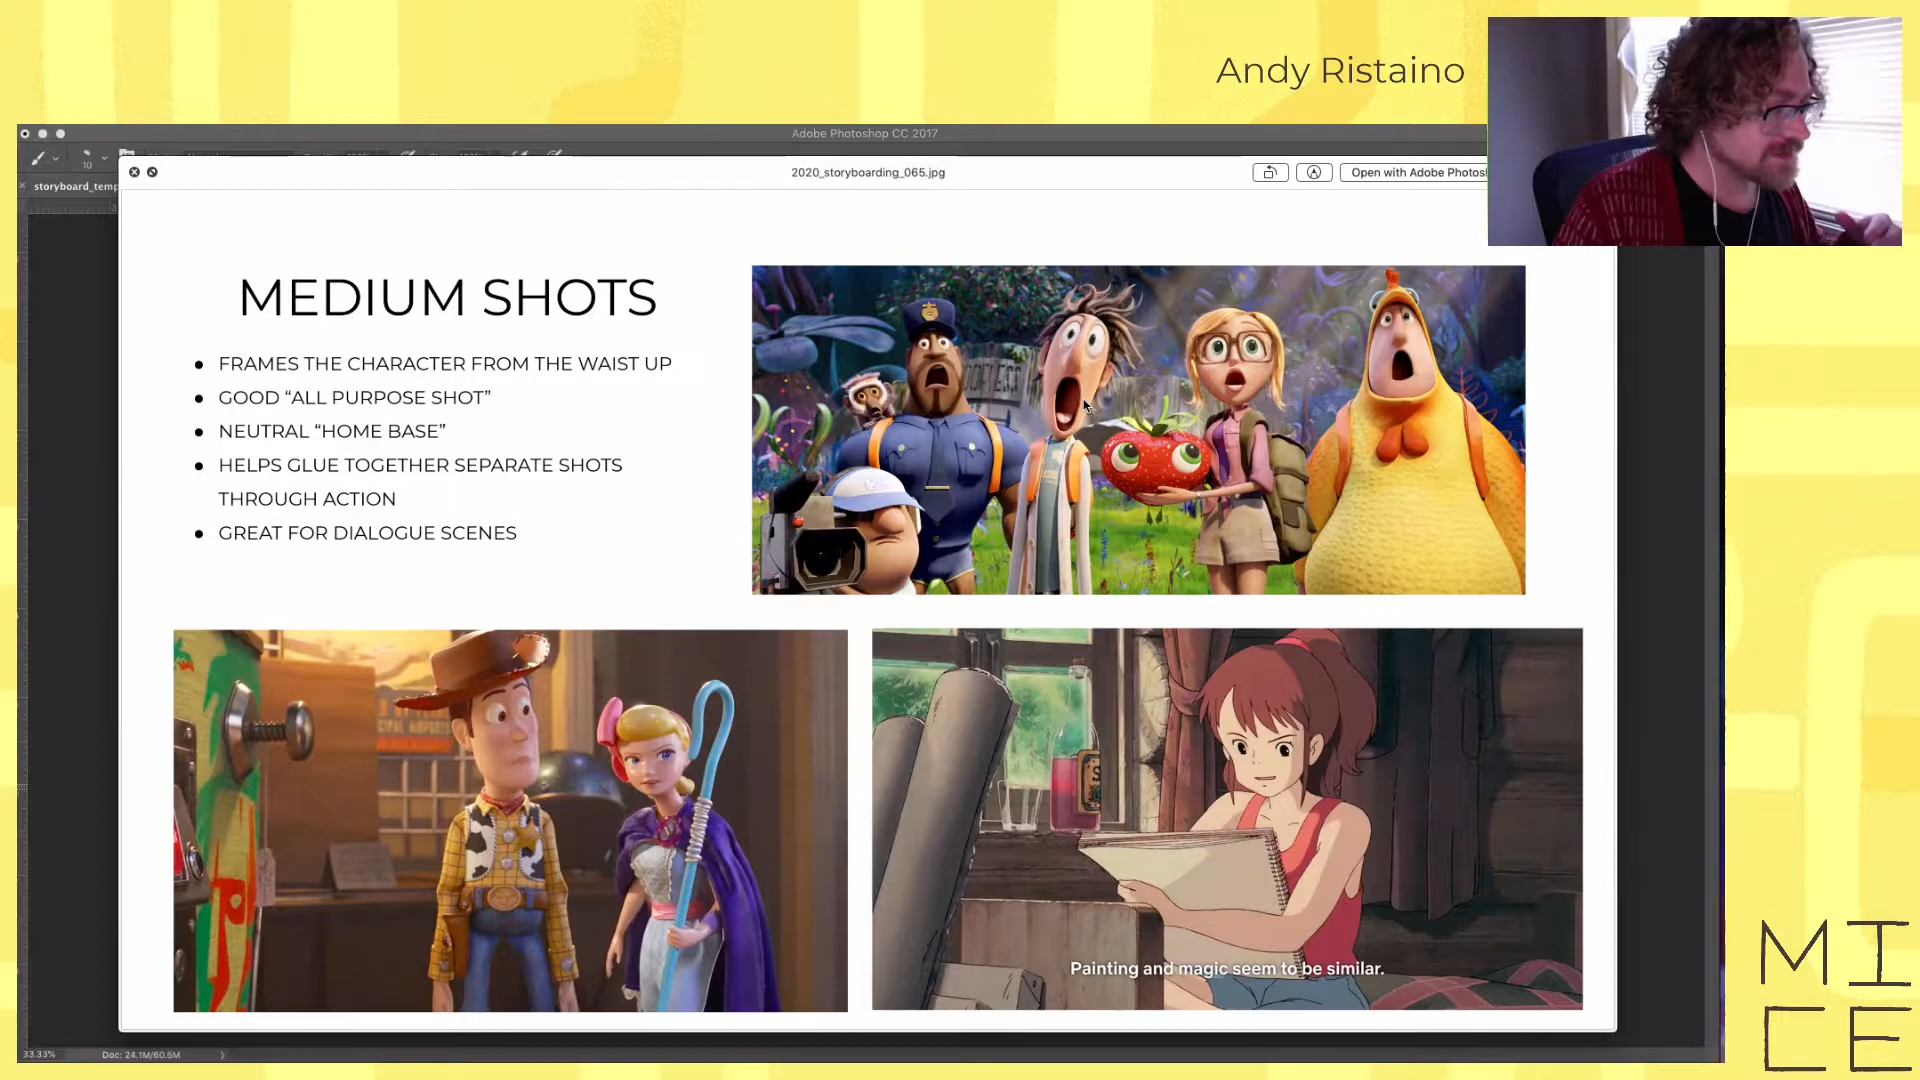 Andy Ristaino
Adobe Photoshop CC 2017
10
storyboard_temp
2020_storyboarding_065.jpg
Open with Adobe Photos
MEDIUM SHOTS
● FRAMES THE CHARACTER FROM THE WAIST UP
● GOOD “ALL PURPOSE SHOT”
● NEUTRAL “HOME BASE”
● HELPS GLUE TOGETHER SEPARATE SHOTS
THROUGH ACTION
● GREAT FOR DIALOGUE SCENES
Painting and magic seem to be similar.
33.33%
Doc: 24.1M/60.5M
MI
CE